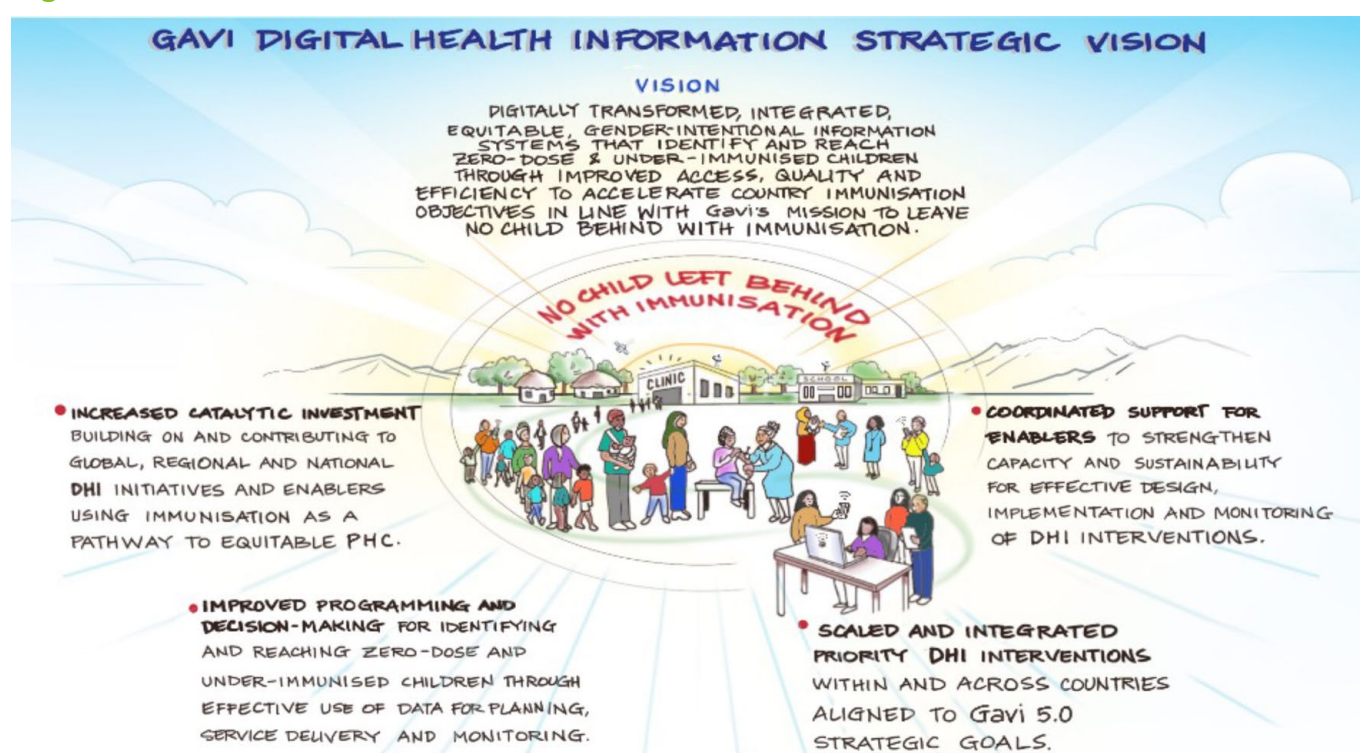 GAVI DIGITAL HEALTH INFORMATION STRATEGIC VISION
VISION
DIGITALLY TRANSFORMED, INTEGRATED,
EQUITABLE, GENDER-INTENTIONAL INFORMATION
SYSTEMS THAT IDENTIFY AND REACH
ZERO-DOSE & UNDER-IMMUNISED CHILDREN
THROUGH IMPROVED ACCESS, QUALITY AND
EFFICIENCY TO ACCELERATE COUNTRY IMMUNISATION
OBJECTIVES IN LINE WITH Gavi's MISSION TO LEAVE
NO CHILD BEHIND WITH IMMUNISATION.
NO CHILD LEFT BEHIND
WITH IMMUNISATION
CLINIC
SCHOOL
• INCREASED CATALYTIC INVESTMENT
BUILDING ON AND CONTRIBUTING TO
GLOBAL, REGIONAL AND NATIONAL
DHI INITIATIVES AND ENABLERS
USING IMMUNISATION AS A
PATHWAY TO EQUITABLE PHC.
• COORDINATED SUPPORT FOR
ENABLERS TO STRENGTHEN
CAPACITY AND SUSTAINABILITY
FOR EFFECTIVE DESIGN,
IMPLEMENTATION AND MONITORING
OF DHI INTERVENTIONS.
• IMPROVED PROGRAMMING AND
DECISION-MAKING FOR IDENTIFYING
AND REACHING ZERO-DOSE AND
UNDER-IMMUNISED CHILDREN THROUGH
EFFECTIVE USE OF DATA FOR PLANNING,
SERVICE DELIVERY AND MONITORING.
• SCALED AND INTEGRATED
PRIORITY DHI INTERVENTIONS
WITHIN AND ACROSS COUNTRIES
ALIGNED TO Gavi 5.0
STRATEGIC GOALS.